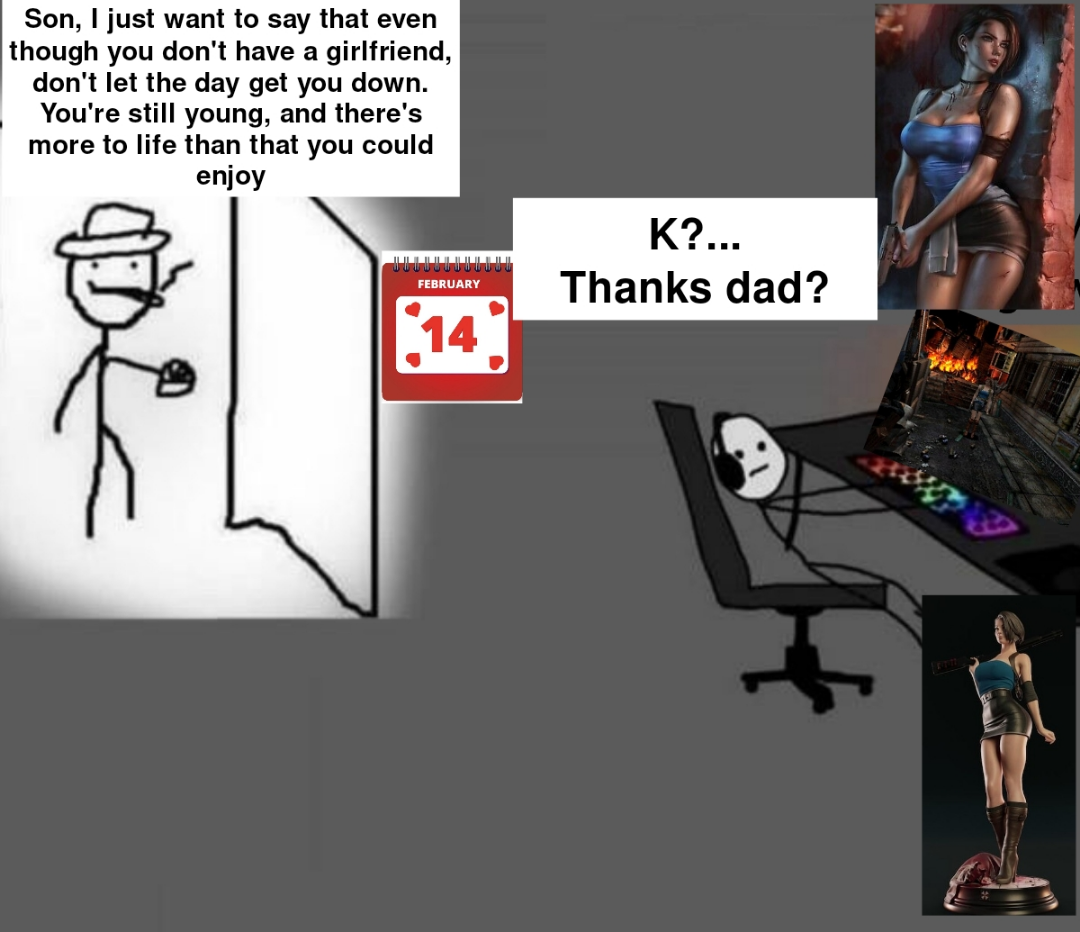 Son, I just want to say that even
though you don't have a girlfriend,
don't let the day get you down.
You're still young, and there's
more to life than that you could
enjoy
K?...
Thanks dad?
FEBRUARY
14